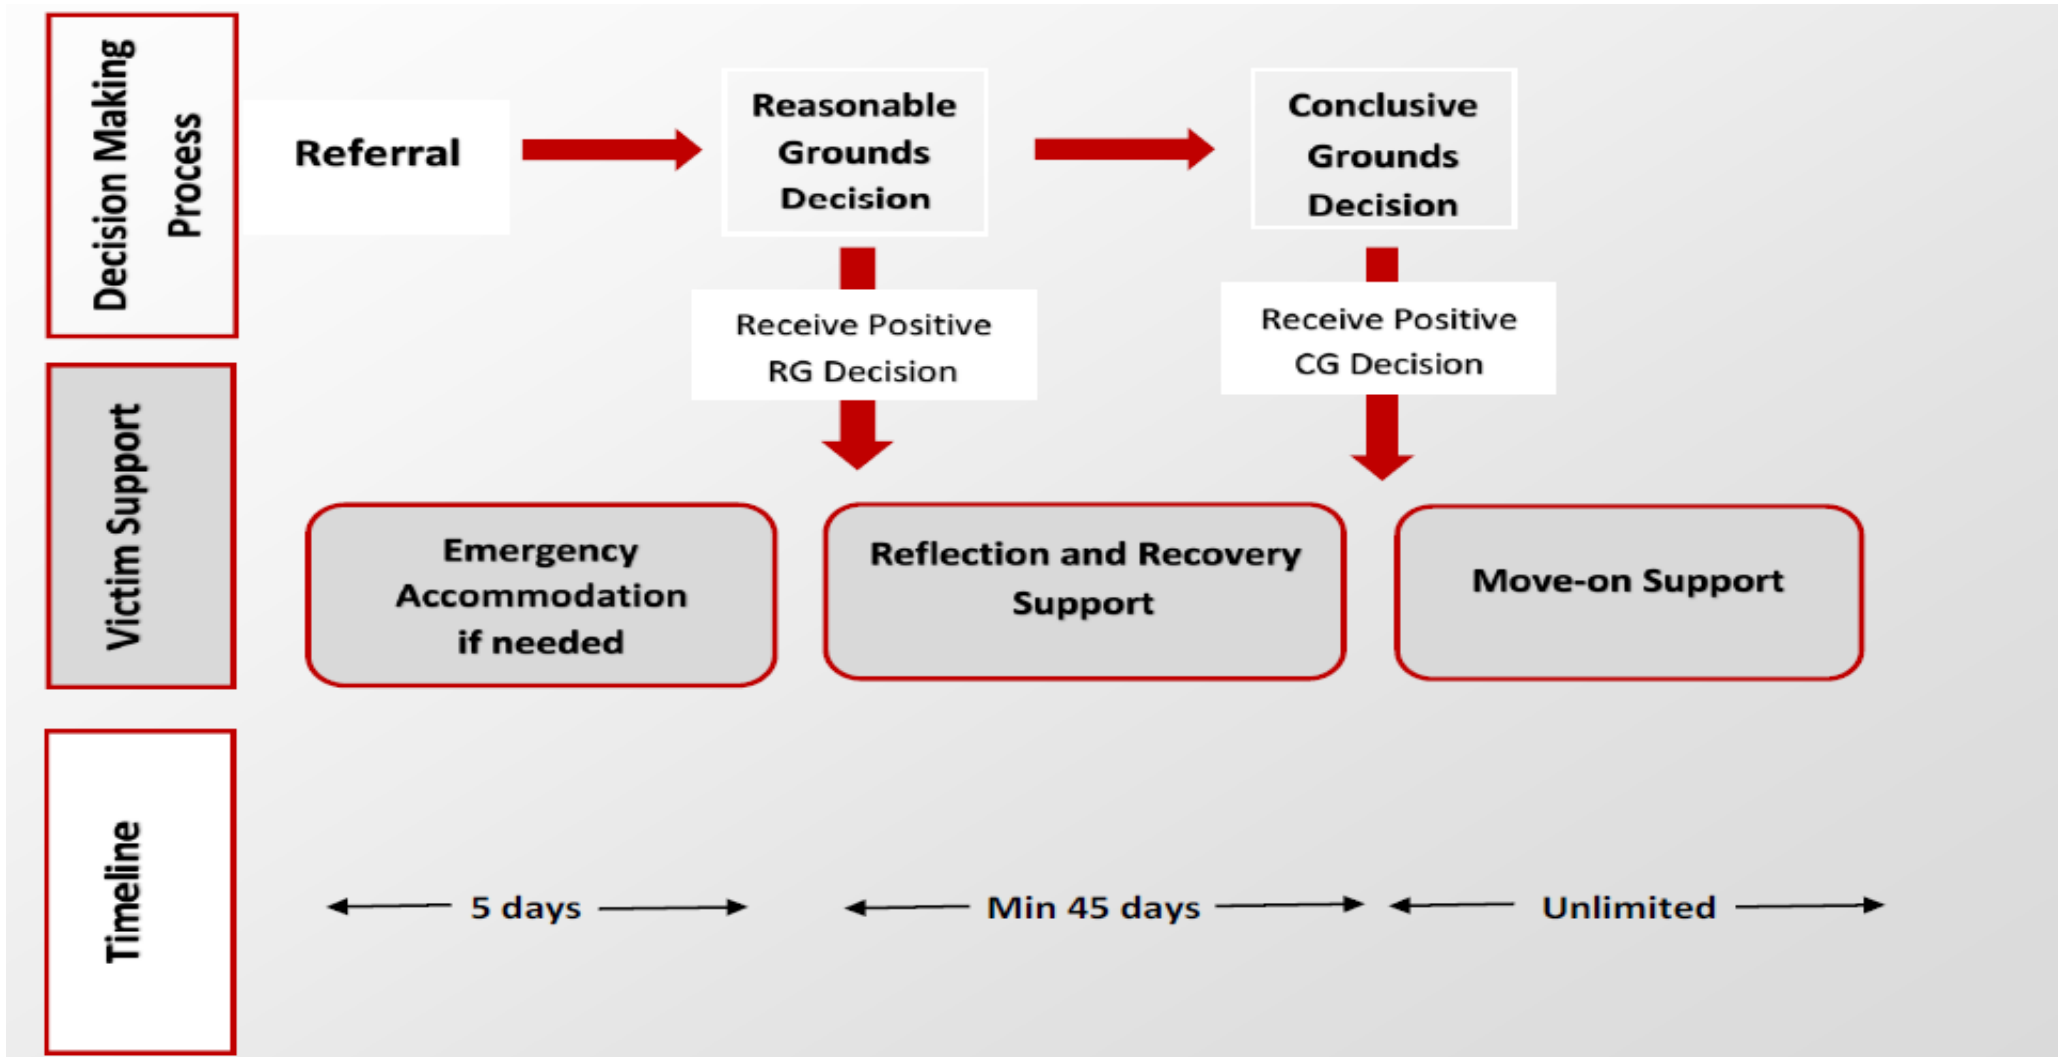 Decision Making
Process
Referral
Reasonable
Grounds
Decision
Conclusive
Grounds
Decision
Receive Positive
RG Decision
Receive Positive
CG Decision
Victim Support
Emergency
Accommodation
if needed
Reflection and Recovery
Support
Move-on Support
Timeline
5 days
Min 45 days
Unlimited